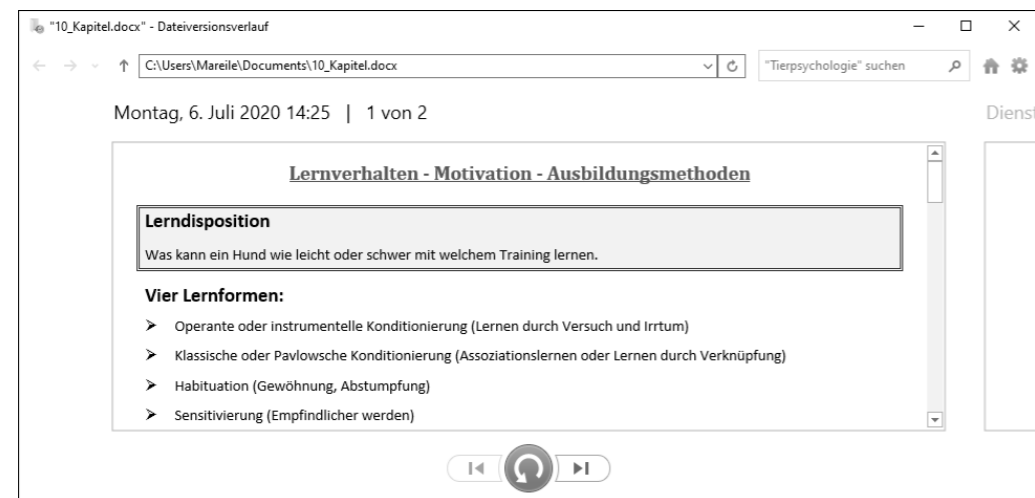 "10_Kapitel.docx" - Dateiversionsverlauf
C:\Users\Mareile\Documents\10_Kapitel.docx
"Tierpsychologie" suchen
Montag, 6. Juli 2020 14:25 | 1 von 2
Dienst
Lernverhalten - Motivation - Ausbildungsmethoden
Lerndisposition
Was kann ein Hund wie leicht oder schwer mit welchem Training lernen.
Vier Lernformen:
➤ Operante oder instrumentelle Konditionierung (Lernen durch Versuch und Irrtum)
➤ Klassische oder Pavlowsche Konditionierung (Assoziationslernen oder Lernen durch Verknüpfung)
➤ Habituation (Gewöhnung, Abstumpfung)
➤ Sensitivierung (Empfindlicher werden)